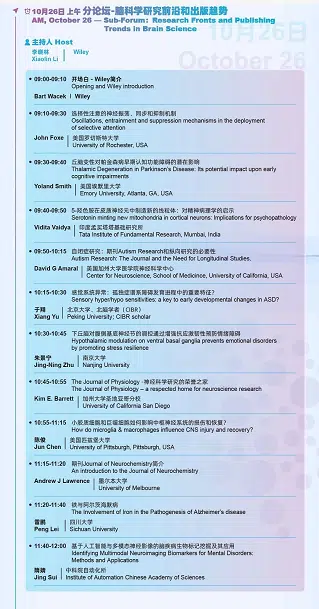 10月26日上午 分论坛-脑科学研究前沿和出版趋势
AM, October 26 — Sub-Forum: Research Fronts and Publishing
Trends in Brain Science
10月26日
October 26
主持人 Host
李晓林 | Wiley
Xiaolin Li
09:00-09:10 开场白 - Wiley简介
Opening and Wiley introduction
Bart Wacek | Wiley
09:10-09:30 选择性注意的神经振荡、同步和抑制机制
Oscillations, entrainment and suppression mechanisms in the deployment
of selective attention
John Foxe | 美国罗切斯特大学
University of Rochester, USA
09:30-09:40 丘脑变性对帕金森病早期认知功能障碍的潜在影响
Thalamic Degeneration in Parkinson's Disease: Its potential impact upon early
cognitive impairments
Yoland Smith | 美国埃默里大学
Emory University, Atlanta, GA, USA
09:40-09:50 5-羟色胺在皮质神经元中制造新的线粒体：对精神病理学的启示
Serotonin minting new mitochondria in cortical neurons: Implications for psychopathology
Vidita Vaidya | 印度孟买塔塔基础研究所
Tata Institute of Fundamental Research, Mumbai, India
09:50-10:15 自闭症研究：期刊Autism Research和纵向研究的必要性
Autism Research: The Journal and the Need for Longitudinal Studies.
David G Amaral | 美国加州大学医学院神经科学中心
Center for Neuroscience, School of Medicince, University of California, USA
10:15-10:30 感觉系统异常：孤独症谱系障碍发育进程中的重要特征？
Sensory hyper/hypo sensitivities: a key to early developmental changes in ASD?
于翔 | 北京大学、北脑学者（CIBR）
Xiang Yu | Peking University; CIBR scholar
10:30-10:45 下丘脑对腹侧基底神经节的调控通过增强抗应激韧性预防情绪障碍
Hypothalamic modulation on ventral basal ganglia prevents emotional disorders
by promoting stress resilience
朱景宁 | 南京大学
Jing-Ning Zhu | Nanjing University
10:45-10:55 The Journal of Physiology -神经科学研究的荣誉之家
The Journal of Physiology – a respected home for neuroscience research
Kim E. Barrett | 加州大学圣地亚哥分校
University of California San Diego
10:55-11:15 小胶质细胞和巨噬细胞如何影响中枢神经系统的损伤和恢复?
How do microglia & macrophages influence CNS injury and recovery?
陈俊 | 美国匹兹堡大学
Jun Chen | University of Pittsburgh, Pittsburgh, USA
11:15-11:20 期刊Journal of Neurochemistry简介
An introduction to the Journal of Neurochemistry
Andrew J Lawrence | 墨尔本大学
University of Melbourne
11:20-11:40 铁与阿尔茨海默病
The Involvement of Iron in the Pathogenesis of Alzheimer's disease
雷鹏 | 四川大学
Peng Lei | Sichuan University
11:40-12:00 基于人工智能与多模态神经影像的脑疾病生物标记挖掘及其应用
Identifying Multimodal Neuroimaging Biomarkers for Mental Disorders;
Methods and Applications
隋婧 | 中科院自动化所
Jing Sui | Institute of Automation Chinese Academy of Sciences